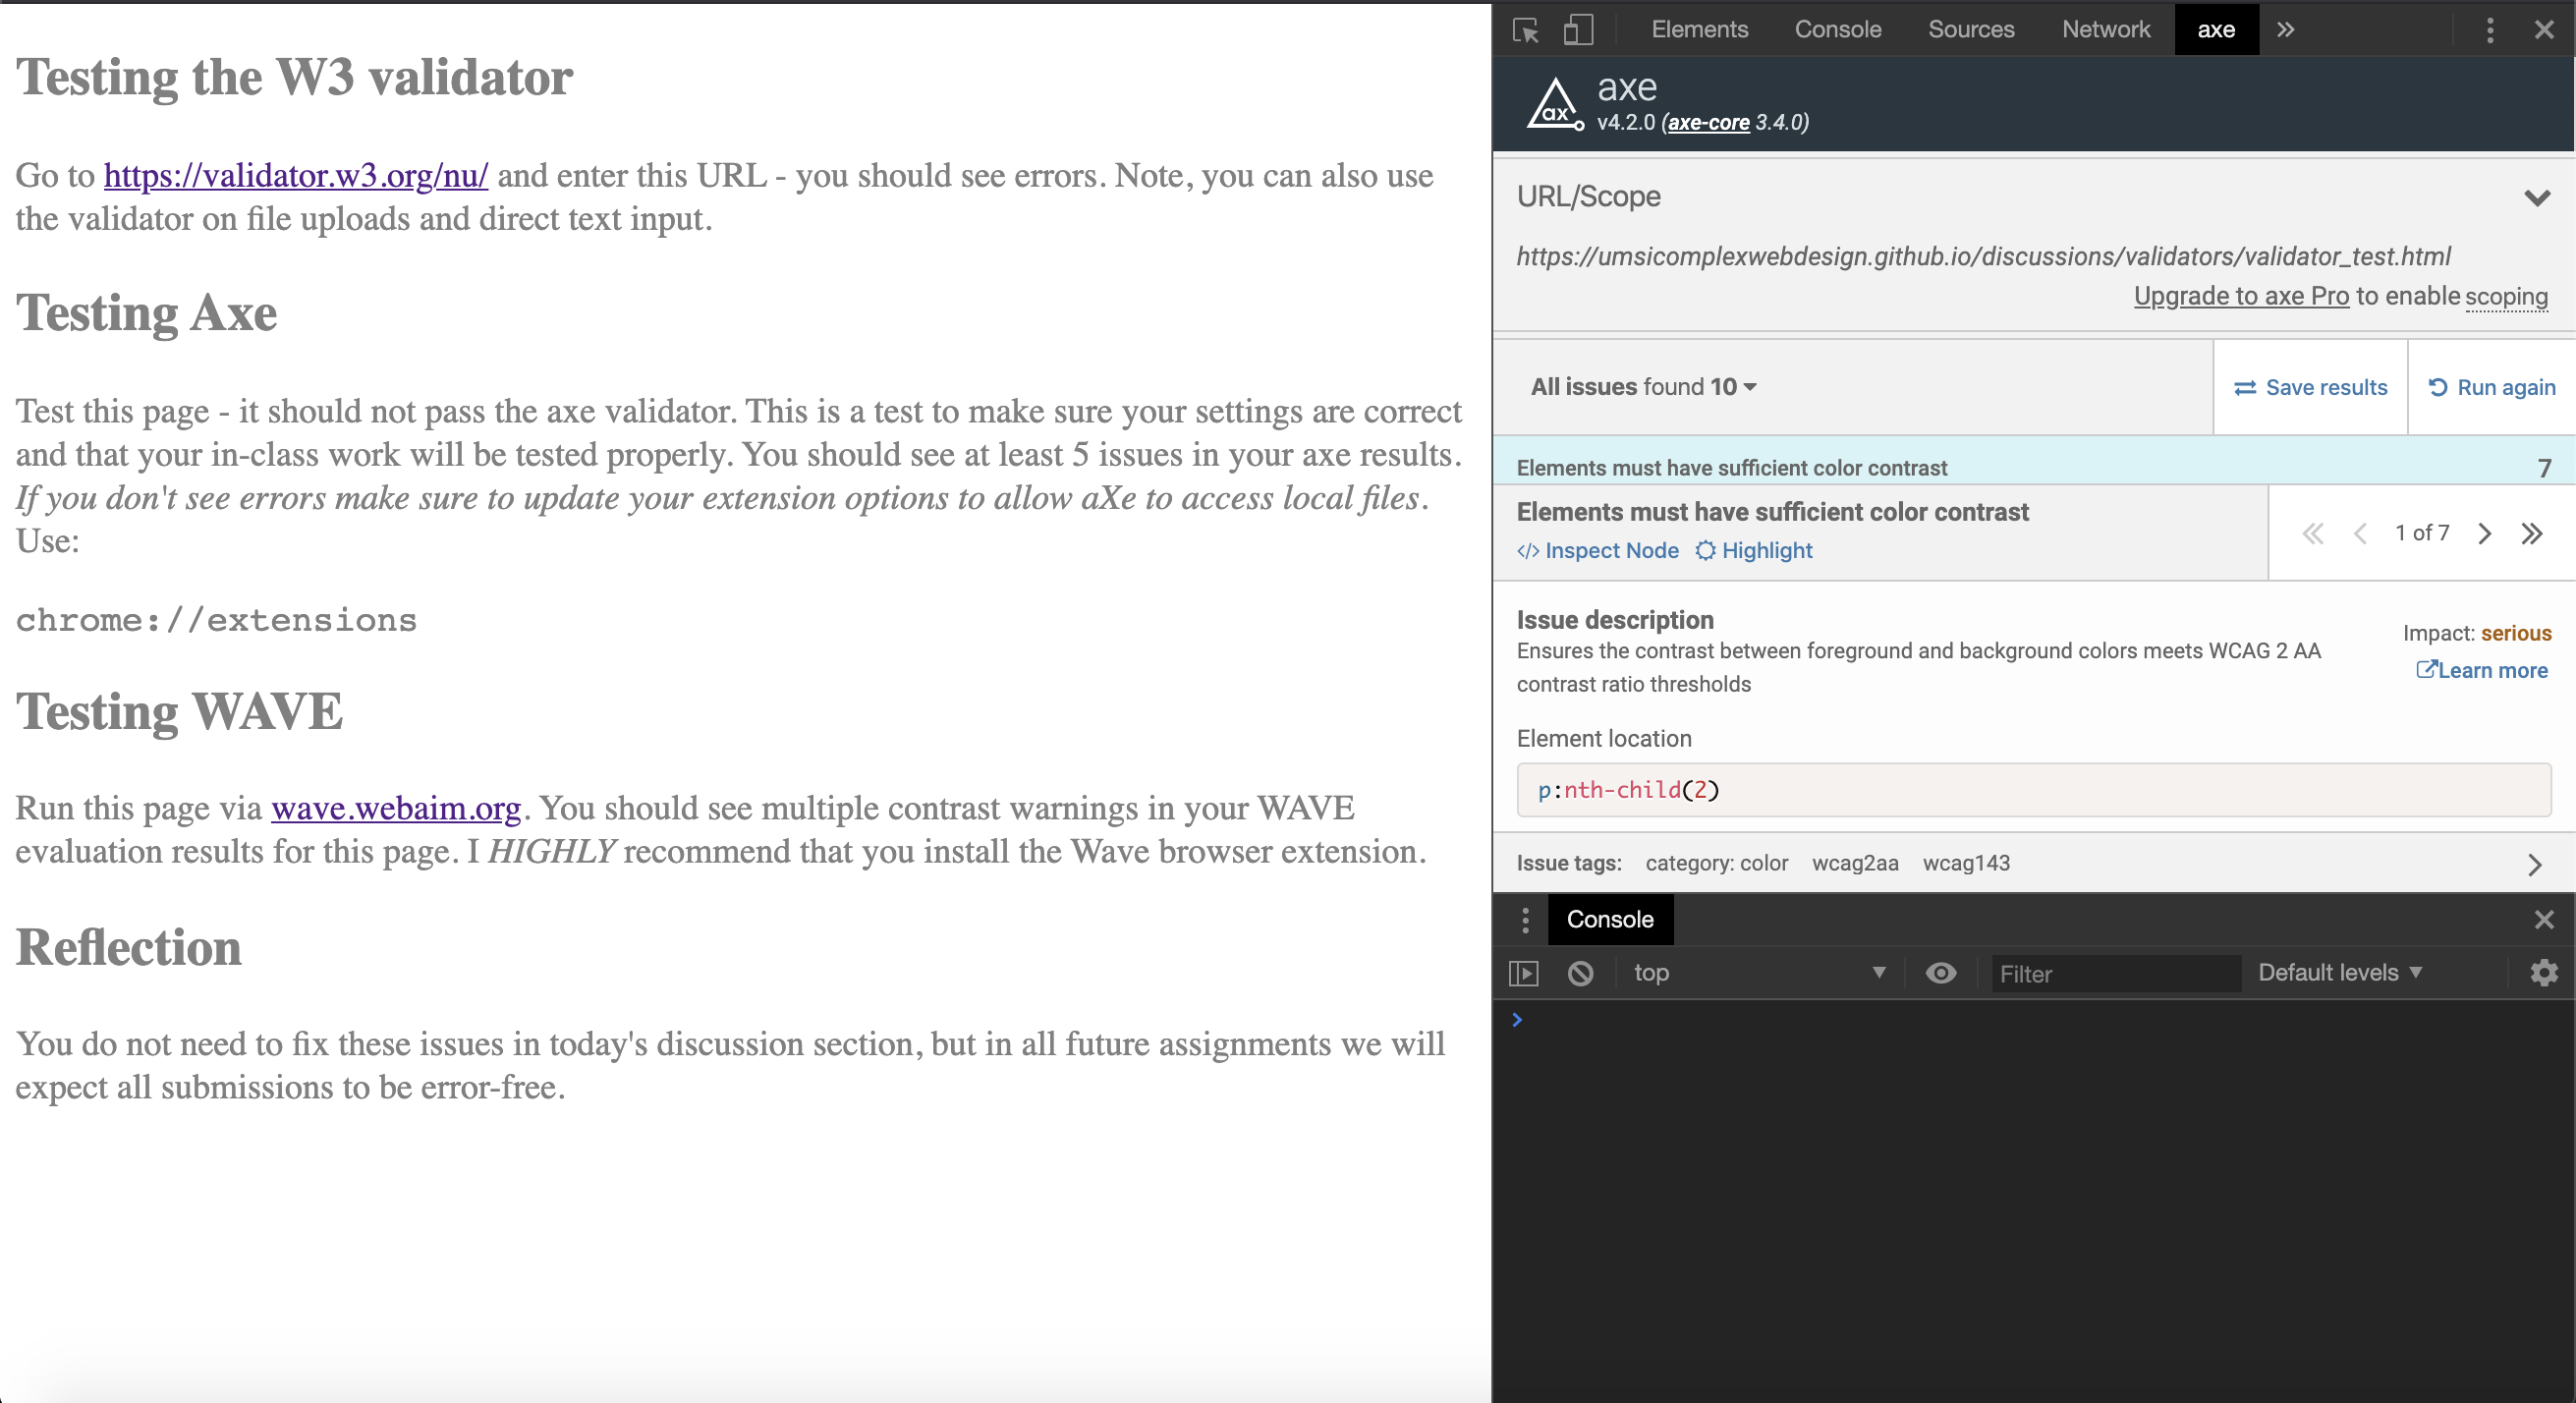 Testing the W3 validator
Go to https://validator.w3.org/nu/ and enter this URL - you should see errors. Note, you can also use
the validator on file uploads and direct text input.
Testing Axe
Test this page - it should not pass the axe validator. This is a test to make sure your settings are correct
and that your in-class work will be tested properly. You should see at least 5 issues in your axe results.
If you don't see errors make sure to update your extension options to allow aXe to access local files.
Use:
chrome://extensions
Testing WAVE
Run this page via wave.webaim.org. You should see multiple contrast warnings in your WAVE
evaluation results for this page. I HIGHLY recommend that you install the Wave browser extension.
Reflection
You do not need to fix these issues in today's discussion section, but in all future assignments we will
expect all submissions to be error-free.
Elements Console Sources Network axe
ax
axe
v4.2.0 (axe-core 3.4.0)
URL/Scope
https://umsicomplexwebdesign.github.io/discussions/validators/validator_test.html
Upgrade to axe Pro to enable scoping
All issues found 10 Save results Run again
Elements must have sufficient color contrast 7
Elements must have sufficient color contrast
</> Inspect Node Highlight
1 of 7
Issue description
Ensures the contrast between foreground and background colors meets WCAG 2 AA
contrast ratio thresholds
Impact: serious
Learn more
Element location
p:nth-child(2)
Issue tags: category: color wcag2aa wcag143
Console
top Filter Default levels